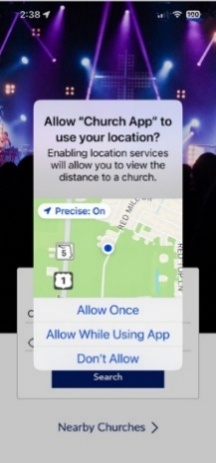 2:38
100
Allow "Church App" to
use your location?
Enabling location services
will allow you to view the
distance to a church.
Precise: On
RED MILL
5
1
Allow Once
Allow While Using App
Don't Allow
Search
Nearby Churches